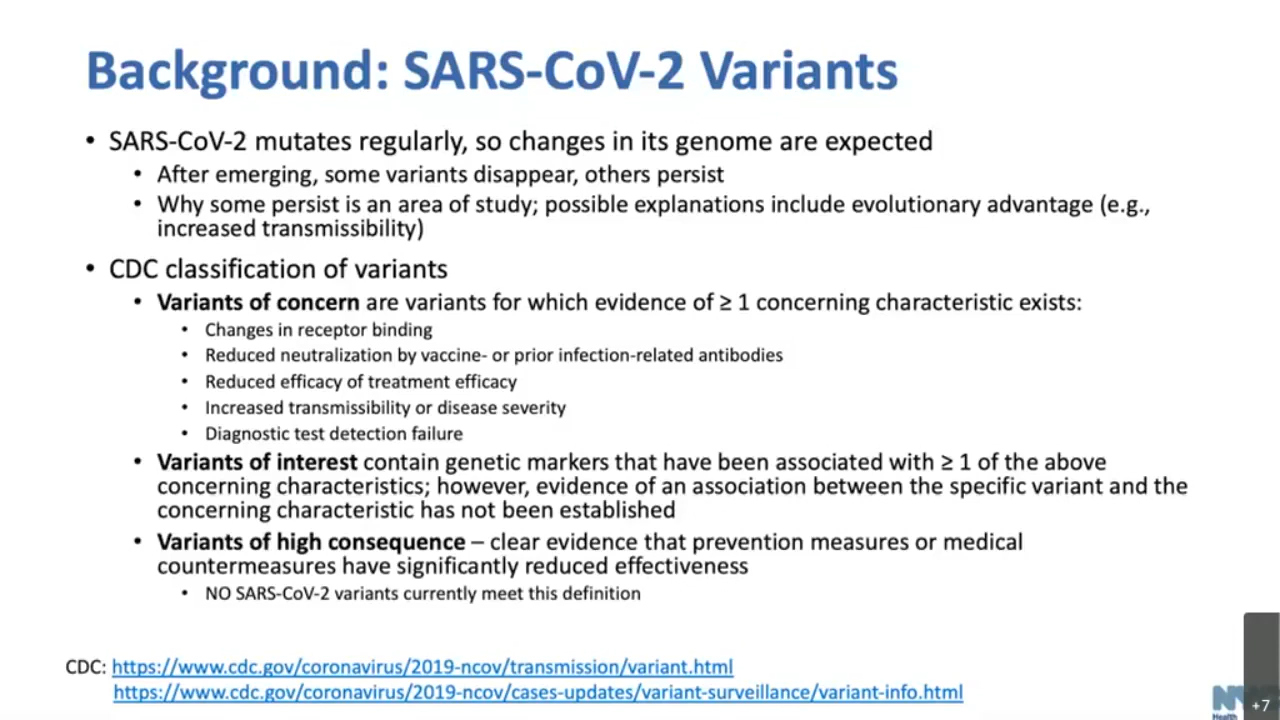 Background: SARS-CoV-2 Variants
• SARS-CoV-2 mutates regularly, so changes in its genome are expected
• After emerging, some variants disappear, others persist
• Why some persist is an area of study; possible explanations include evolutionary advantage (e.g.,
increased transmissibility)
• CDC classification of variants
• Variants of concern are variants for which evidence of ≥ 1 concerning characteristic exists:
• Changes in receptor binding
• Reduced neutralization by vaccine- or prior infection-related antibodies
• Reduced efficacy of treatment efficacy
• Increased transmissibility or disease severity
• Diagnostic test detection failure
• Variants of interest contain genetic markers that have been associated with ≥ 1 of the above
concerning characteristics; however, evidence of an association between the specific variant and the
concerning characteristic has not been established
• Variants of high consequence – clear evidence that prevention measures or medical
countermeasures have significantly reduced effectiveness
• NO SARS-CoV-2 variants currently meet this definition
CDC: https://www.cdc.gov/coronavirus/2019-ncov/transmission/variant.html
https://www.cdc.gov/coronavirus/2019-ncov/cases-updates/variant-surveillance/variant-info.html
Health
+7